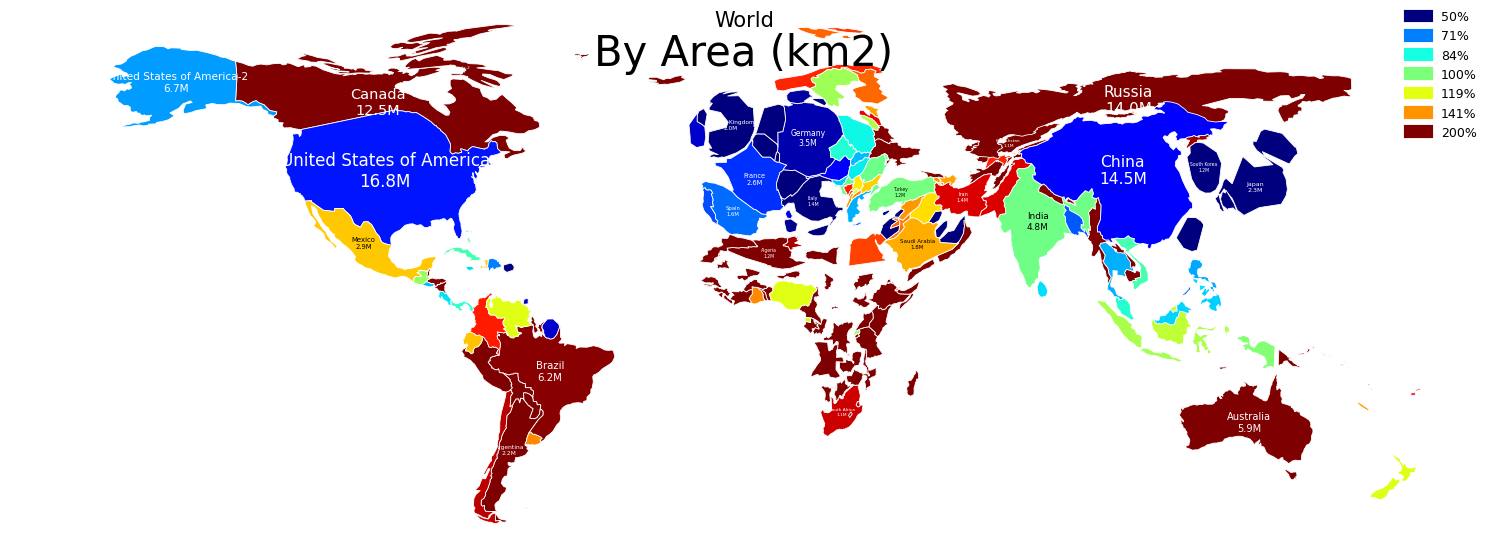 World
By Area (km2)
50%
71%
84%
100%
119%
141%
200%
United States of America-2
6.7M
Canada
12.5M
United States of America
16.8M
Mexico
2.9M
Brazil
6.2M
Argentina
2.2M
Kingdom
Germany
3.5M
France
2.6M
Spain
1.6M
Italy
1.4M
Turkey
1.2M
Algeria
1.2M
Saudi Arabia
1.8M
Iran
1.4M
South Africa
1.1M
Russia
14.0M
China
14.5M
India
4.8M
South Korea
1.2M
Japan
2.3M
Australia
5.9M